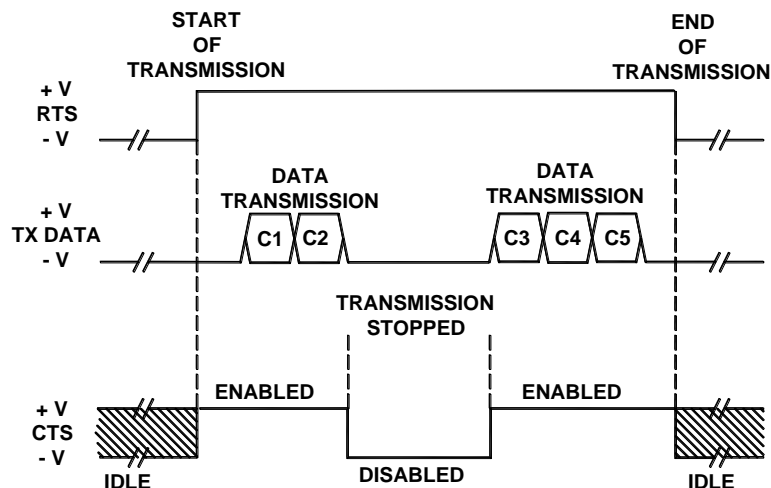 START
OF
TRANSMISSION
END
OF
TRANSMISSION
+ V
RTS
- V
DATA
TRANSMISSION
DATA
TRANSMISSION
+ V
TX DATA
- V
C1
C2
C3
C4
C5
TRANSMISSION
STOPPED
ENABLED
ENABLED
+ V
CTS
- V
IDLE
DISABLED
IDLE